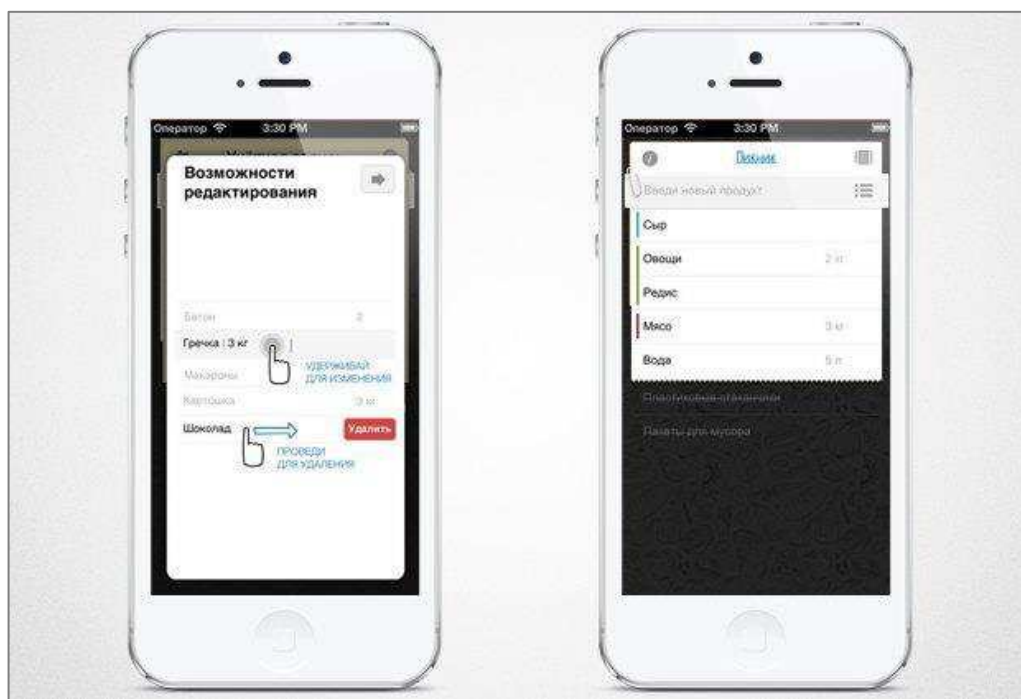 Оператор 3:30 PM
Возможности
редактирования
Батон 2
Гречка : 3 кг
УДЕРЖИВАЙ
ДЛЯ ИЗМЕНЕНИЯ
Макароны
Картошка 3 кг
Шоколад Удалить
ПРОВЕДИ
ДЛЯ УДАЛЕНИЯ
Оператор 3:30 PM
Пикник
Введи новый продукт
Сыр
Овощи 2 кг
Редис
Мясо 3 кг
Вода 5 л
Пластиковые стаканчики
Пакеты для мусора